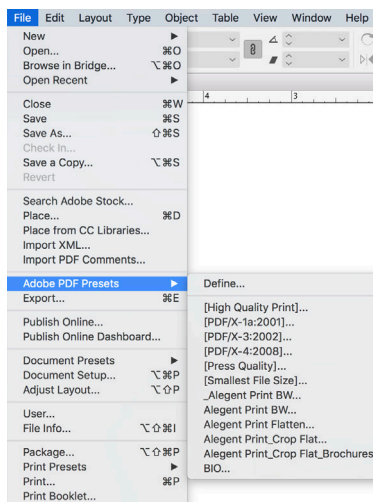 File Edit Layout Type Object Table View Window Help
New ▶
Open... ⌘O
Browse in Bridge... ⌥⌘O
Open Recent ▶
4 3
Close ⌘W
Save ⌘S
Save As... ⇧⌘S
Check In...
Save a Copy... ⌥⌘S
Revert
Search Adobe Stock...
Place... ⌘D
Place from CC Libraries...
Import XML...
Import PDF Comments...
Adobe PDF Presets ▶
Export... ⌘E
Publish Online...
Publish Online Dashboard...
Document Presets ▶
Document Setup... ⌥⌘P
Adjust Layout... ⌥⇧P
User...
File Info... ⌥⇧⌘I
Package... ⌥⇧⌘P
Print Presets ▶
Print... ⌘P
Print Booklet...
Define...
[High Quality Print]...
[PDF/X-1a:2001]...
[PDF/X-3:2002]...
[PDF/X-4:2008]...
[Press Quality]...
[Smallest File Size]...
_Alegent Print BW...
Alegent Print BW...
Alegent Print Flatten...
Alegent Print_Crop Flat...
Alegent Print_Crop Flat_Brochures
BIO...